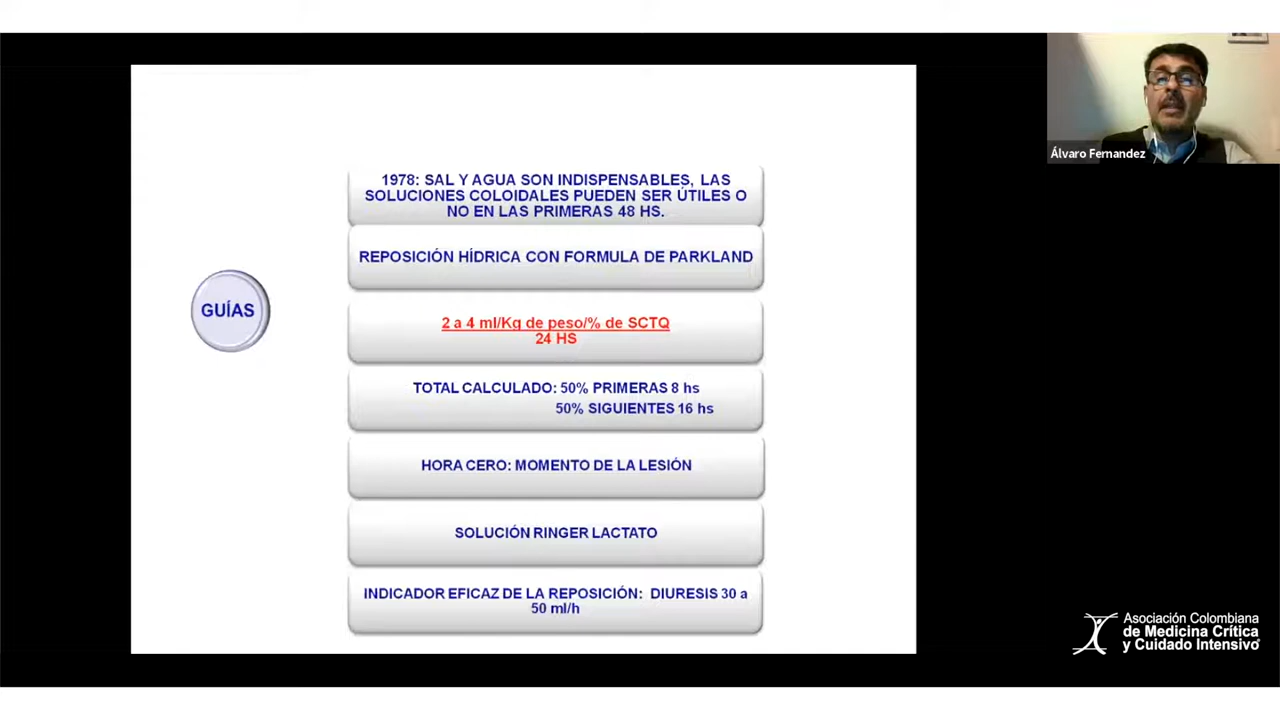 Álvaro Fernandez
1978: SAL Y AGUA SON INDISPENSABLES, LAS
SOLUCIONES COLOIDALES PUEDEN SER ÚTILES O
NO EN LAS PRIMERAS 48 HS.
REPOSICIÓN HÍDRICA CON FORMULA DE PARKLAND
GUÍAS
2 a 4 ml/Kg de peso/% de SCTQ
24 HS
TOTAL CALCULADO: 50% PRIMERAS 8 hs
50% SIGUIENTES 16 hs
HORA CERO: MOMENTO DE LA LESIÓN
SOLUCIÓN RINGER LACTATO
INDICADOR EFICAZ DE LA REPOSICIÓN: DIURESIS 30 a
50 ml/h
Asociación Colombiana
de Medicina Crítica
y Cuidado Intensivo